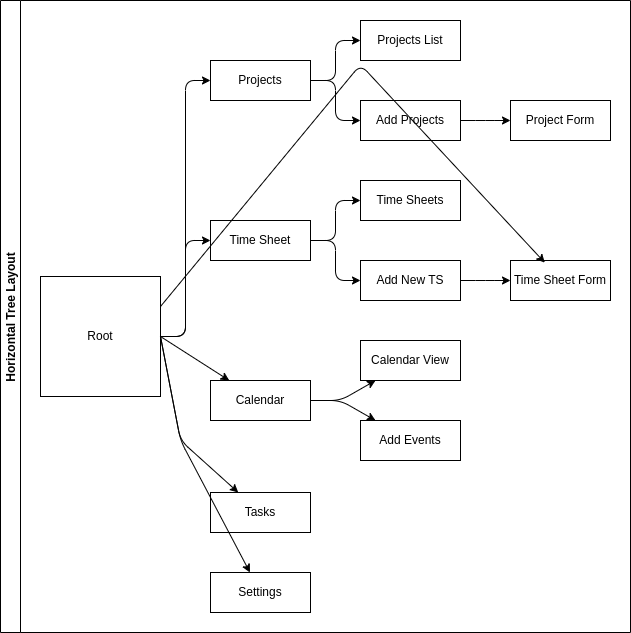 Horizontal Tree Layout
Root
Projects
Projects List
Add Projects
Project Form
Time Sheet
Time Sheets
Add New TS
Time Sheet Form
Calendar
Calendar View
Add Events
Tasks
Settings